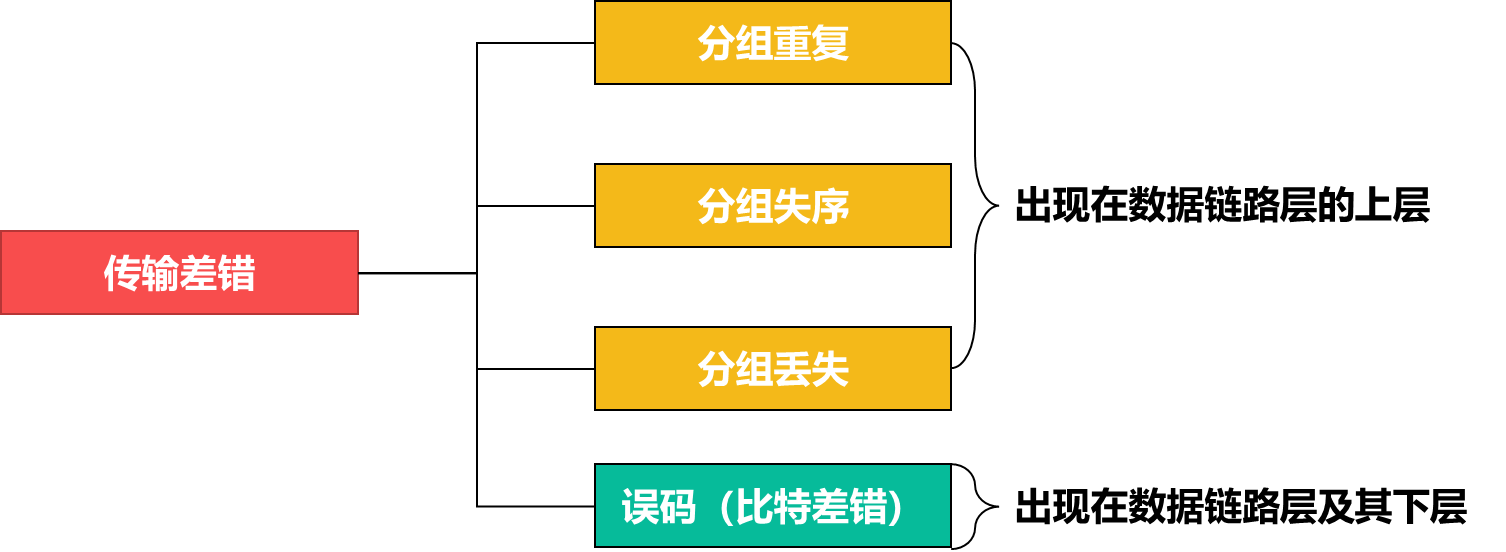 分组重复
分组失序
出现在数据链路层的上层
传输差错
分组丢失
误码（比特差错）
出现在数据链路层及其下层